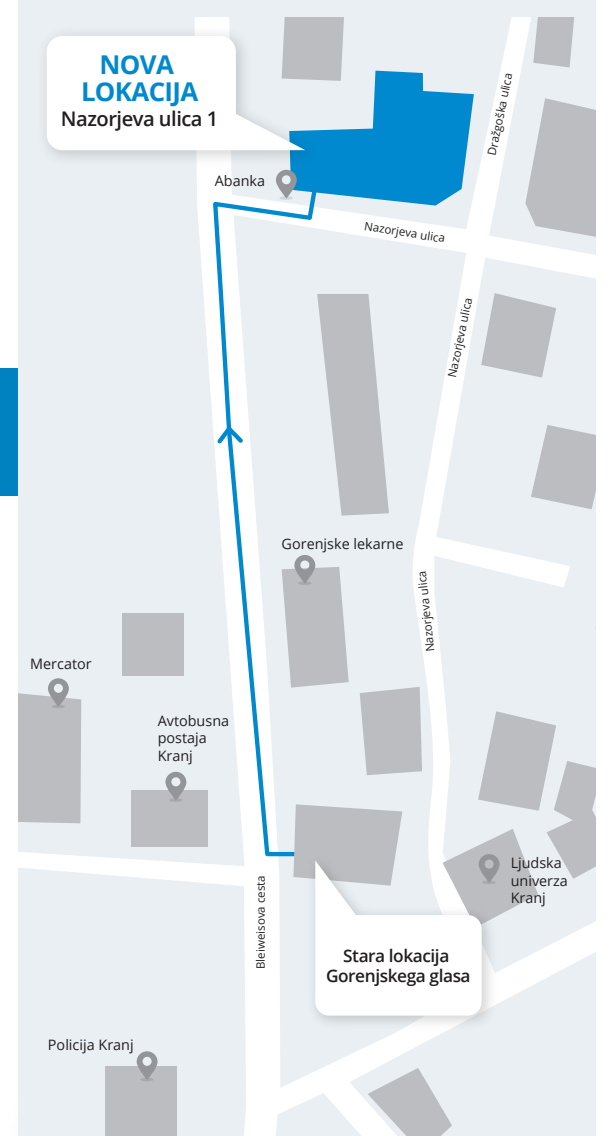 NOVA
LOKACIJA
Nazorjeva ulica 1
Dražgoška ulica
Abanka
Nazorjeva ulica
Nazorjeva ulica
Gorenjske lekarne
Nazorjeva ulica
Mercator
Avtobusna
postaja
Kranj
Ljudska
univerza
Kranj
Bleiweisova cesta
Stara lokacija
Gorenjskega glasa
Policija Kranj